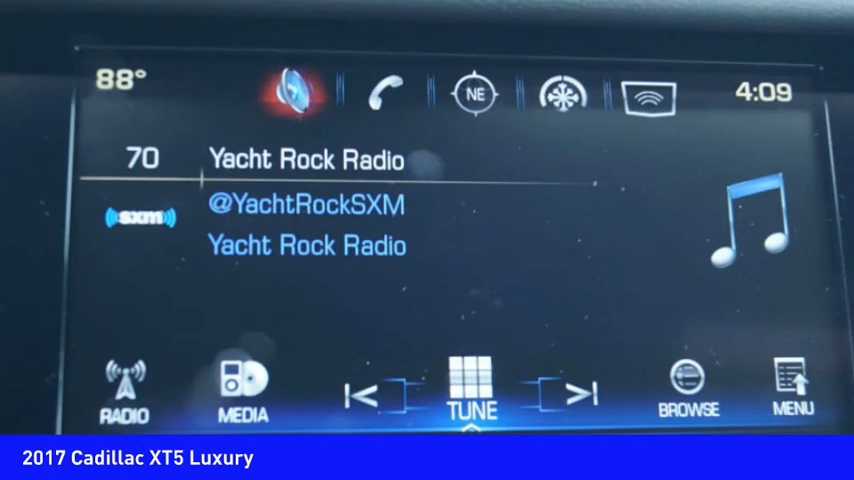 88°
NE
4:09
70
Yacht Rock Radio
sxm
@YachtRockSXM
Yacht Rock Radio
RADIO
MEDIA
TUNE
BROWSE
MENU
2017 Cadillac XT5 Luxury